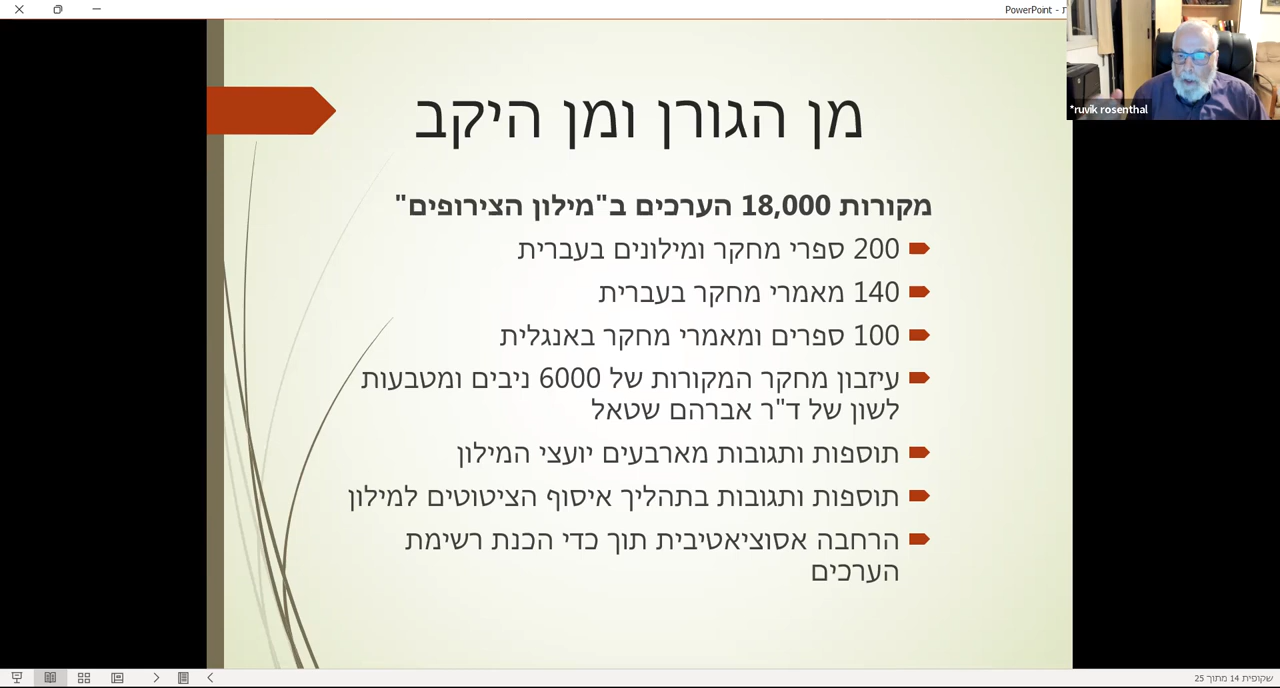 PowerPoint -
*ruvik rosenthal
מן הגורן ומן היקב
מקורות 18,000 הערכים ב"מילון הצירופים"
200 ספרי מחקר ומילונים בעברית
140 מאמרי מחקר בעברית
100 ספרים ומאמרי מחקר באנגלית
עיזבון מחקר המקורות של 6000 ניבים ומטבעות
לשון של ד"ר אברהם שטאל
תוספות ותגובות מארבעים יועצי המילון
תוספות ותגובות בתהליך איסוף הציטוטים למילון
הרחבה אסוציאטיבית תוך כדי הכנת רשימת
הערכים
שקופית 14 מתוך 25